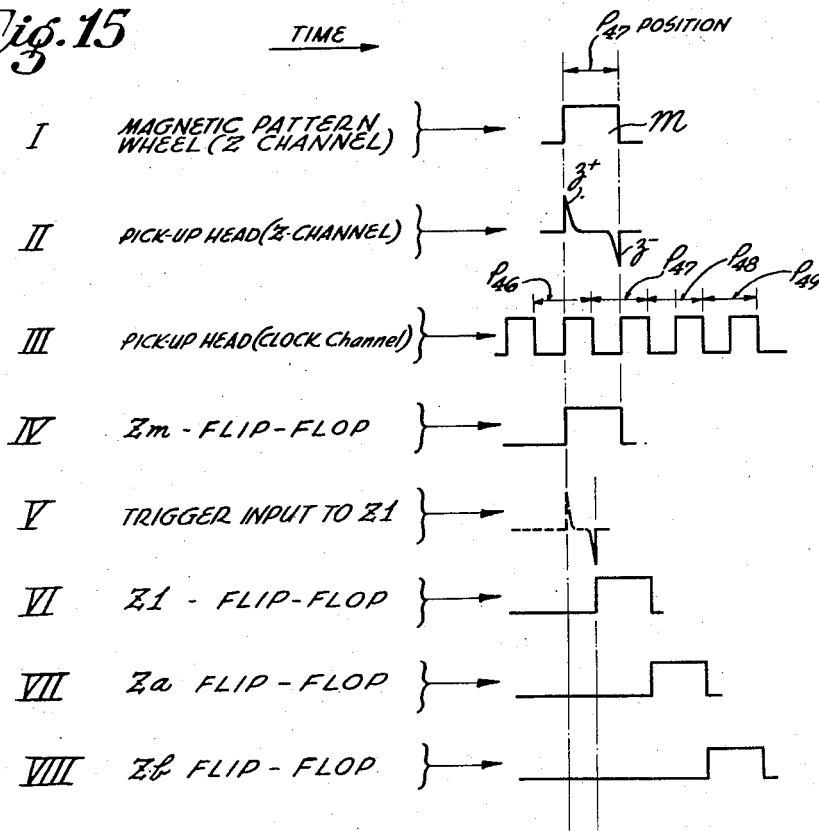 Fig. 15
TIME
P47 POSITION
I MAGNETIC PATTERN WHEEL (Z CHANNEL)
M
II PICK-UP HEAD (Z-CHANNEL)
z+
z-
P46 P47 P48 P49
III PICK-UP HEAD (CLOCK Channel)
IV Zm - FLIP-FLOP
V TRIGGER INPUT TO Z1
VI Z1 - FLIP-FLOP
VII Za FLIP-FLOP
VIII Zb FLIP-FLOP